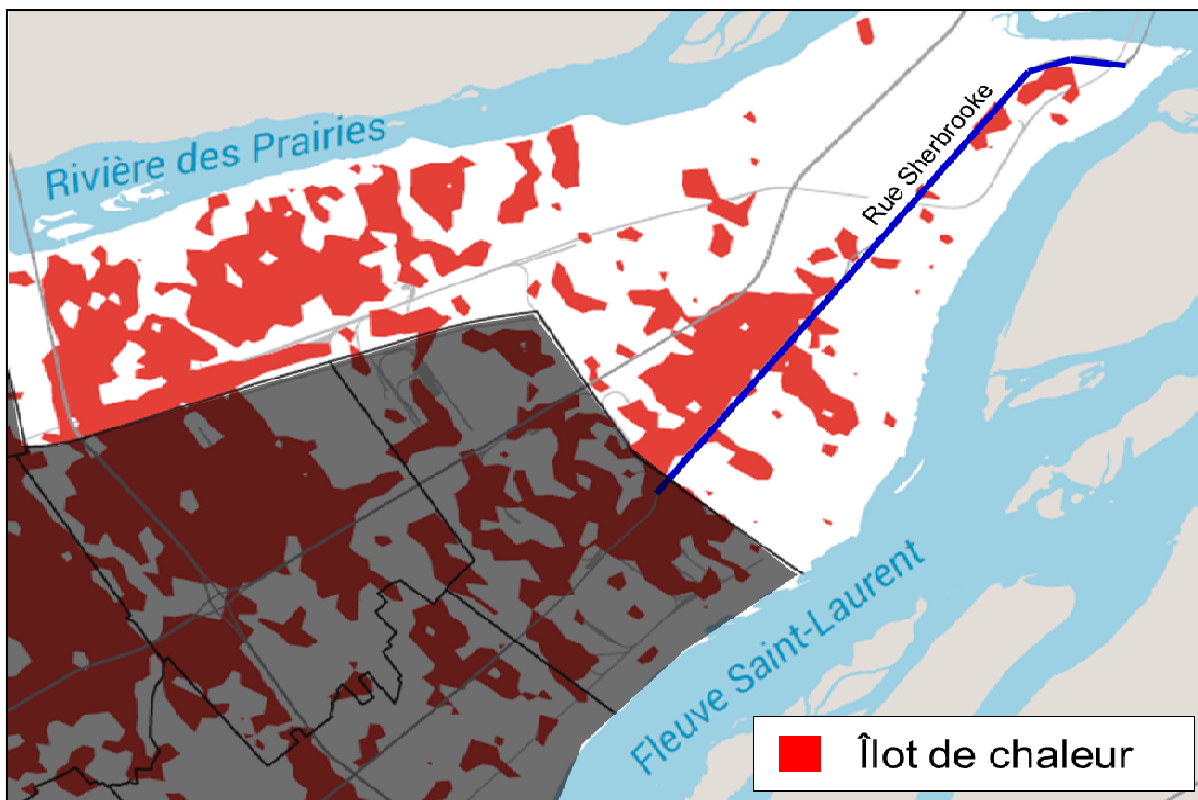 Rivière des Prairies
Rue Sherbrooke
Fleuve Saint-Laurent
Îlot de chaleur